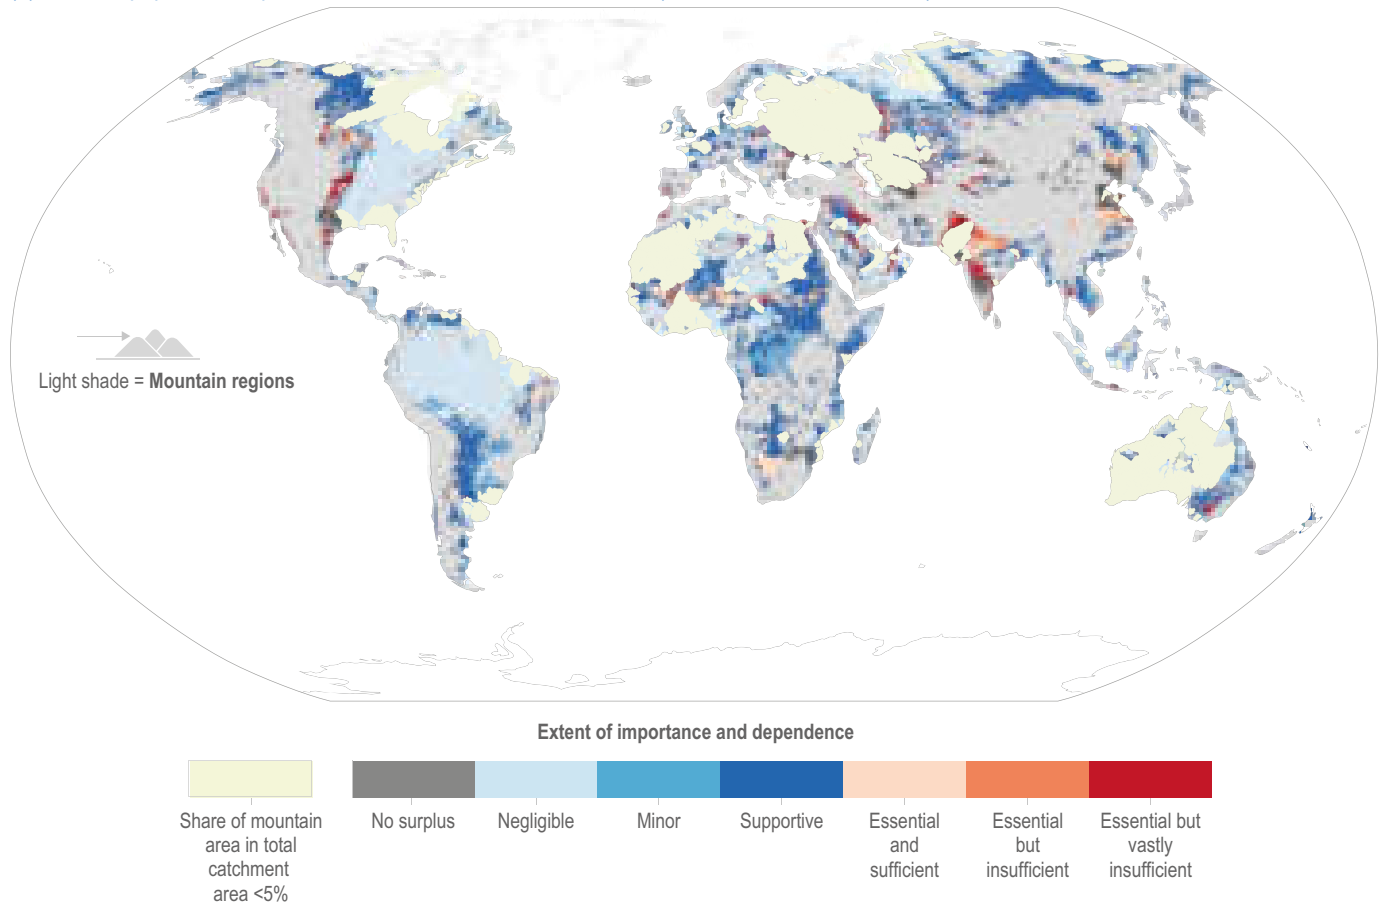 Light shade = Mountain regions
Extent of importance and dependence
Share of mountain
area in total
catchment
area <5%
No surplus
Negligible
Minor
Supportive
Essential
and
sufficient
Essential
but
insufficient
Essential but
vastly
insufficient